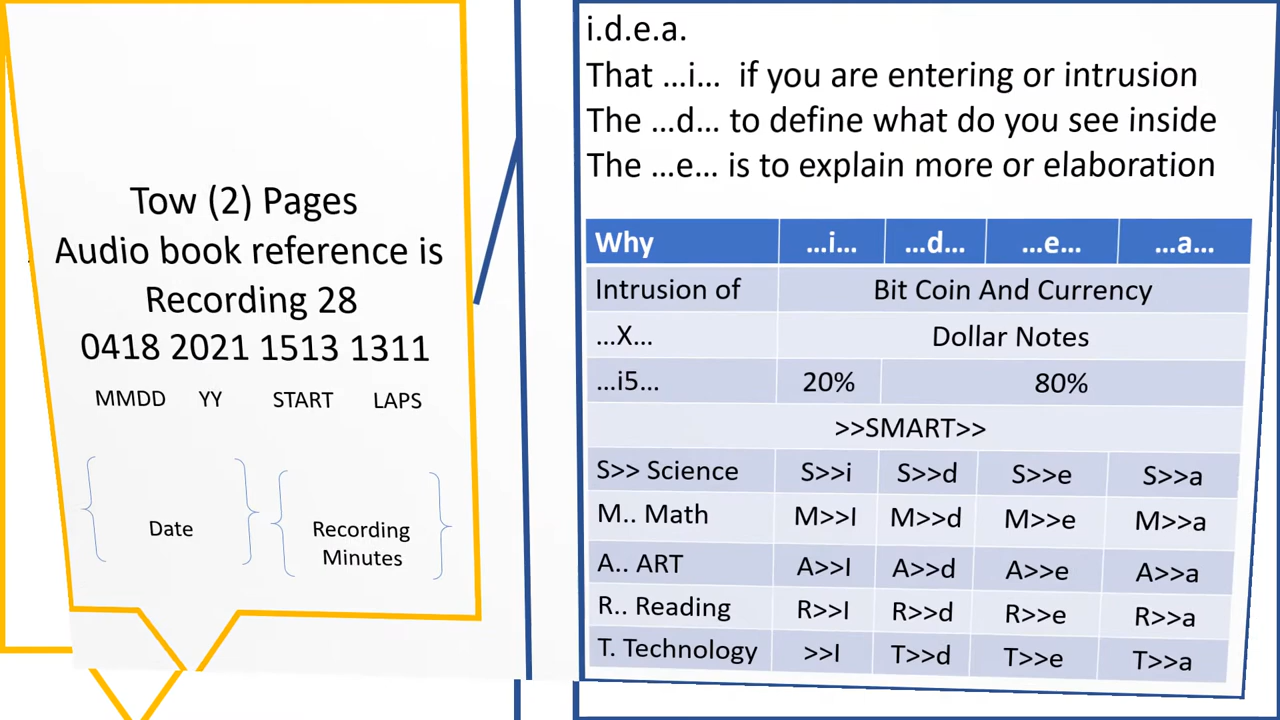 Tow (2) Pages
Audio book reference is
Recording 28
0418 2021 1513 1311
MMDD YY START LAPS
Date
Recording
Minutes
i.d.e.a.
That ...i... if you are entering or intrusion
The ...d... to define what do you see inside
The ...e... is to explain more or elaboration
Why ...i... ...d... ...e... ...a...
Intrusion of Bit Coin And Currency
...X... Dollar Notes
...i5... 20% 80%
>>SMART>>
S>> Science S>>i S>>d S>>e S>>a
M.. Math M>>I M>>d M>>e M>>a
A.. ART A>>I A>>d A>>e A>>a
R.. Reading R>>I R>>d R>>e R>>a
T. Technology >>I T>>d T>>e T>>a